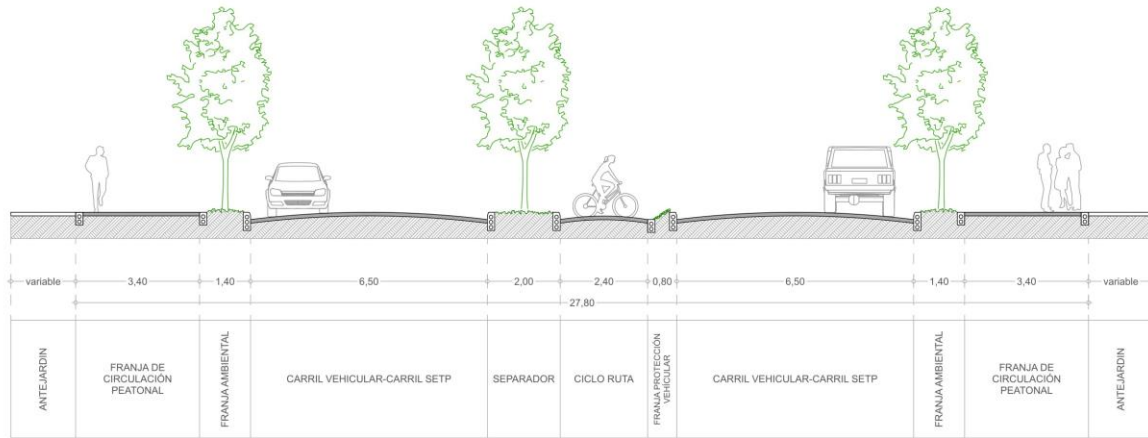 variable
3,40
1,40
6,50
2,00
2,40
0,80
6,50
1,40
3,40
variable
27,80
ANTEJARDIN
FRANJA DE
CIRCULACIÓN
PEATONAL
FRANJA AMBIENTAL
CARRIL VEHICULAR-CARRIL SETP
SEPARADOR
CICLO RUTA
FRANJA PROTECCIÓN
VEHÍCULAR
CARRIL VEHICULAR-CARRIL SETP
FRANJA AMBIENTAL
FRANJA DE
CIRCULACIÓN
PEATONAL
ANTEJARDIN